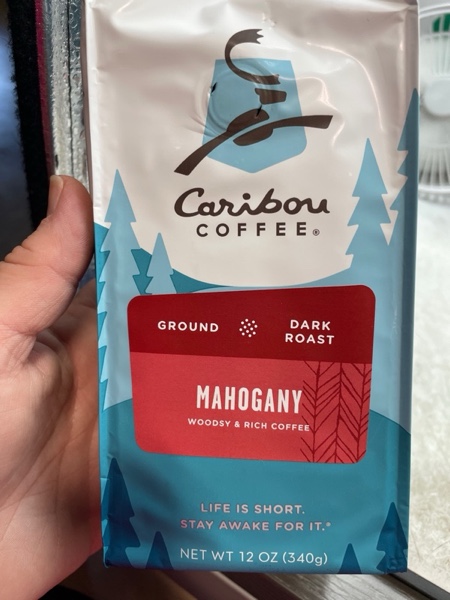 Caribou
COFFEE®
GROUND
DARK
ROAST
MAHOGANY
WOODSY & RICH COFFEE
LIFE IS SHORT.
STAY AWAKE FOR IT.®
NET WT 12 OZ (340g)